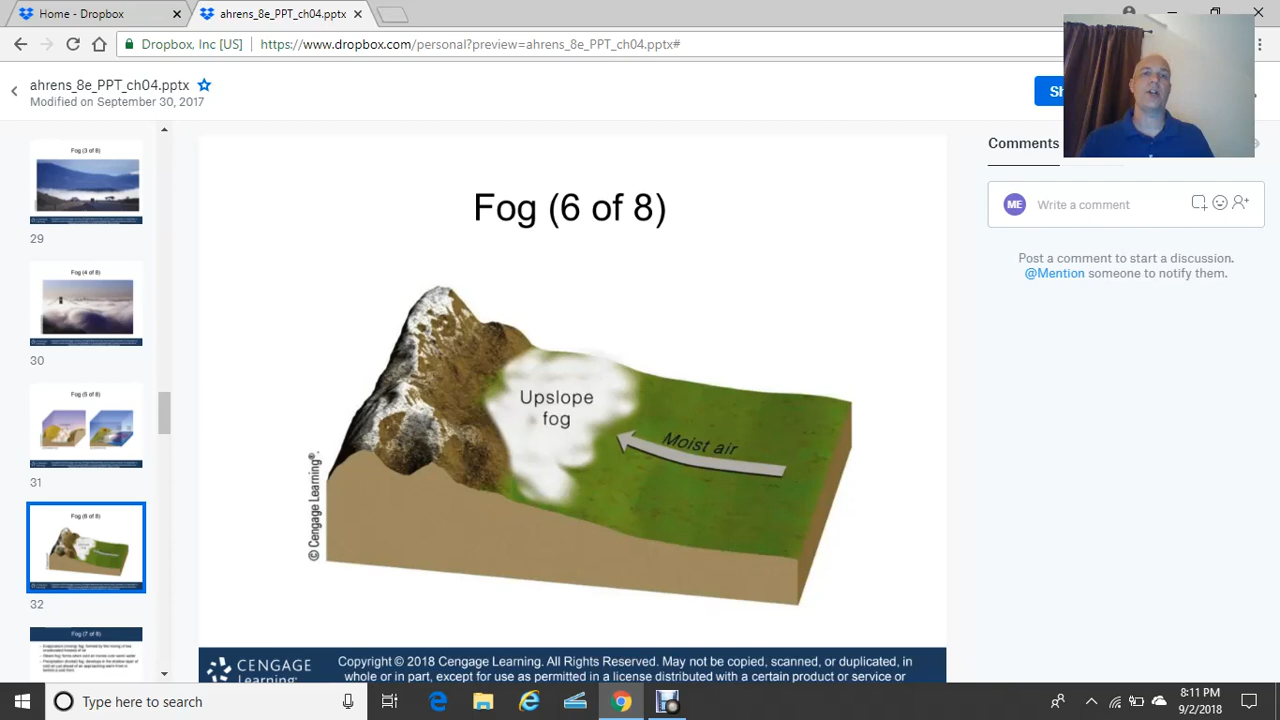 Home - Dropbox
ahrens_8e_PPT_ch04.pptx
Dropbox, Inc [US]
https://www.dropbox.com/personal?preview=ahrens_8e_PPT_ch04.pptx#
ahrens_8e_PPT_ch04.pptx
Modified on September 30, 2017
Sh
Fog (3 of 8)
29
Fog (4 of 8)
30
Fog (5 of 8)
31
Fog (6 of 8)
32
Fog (7 of 8)
Fog (6 of 8)
Upslope
fog
Moist air
© Cengage Learning®.
CENGAGE
Learning
Copyright © 2018 Cengage Learning. All Rights Reserved. May not be copied, scanned, or duplicated, in
whole or in part, except for use as permitted in a license distributed with a certain product or service or
Comments
ME
Write a comment
Post a comment to start a discussion.
@Mention someone to notify them.
Type here to search
8:11 PM
9/2/2018